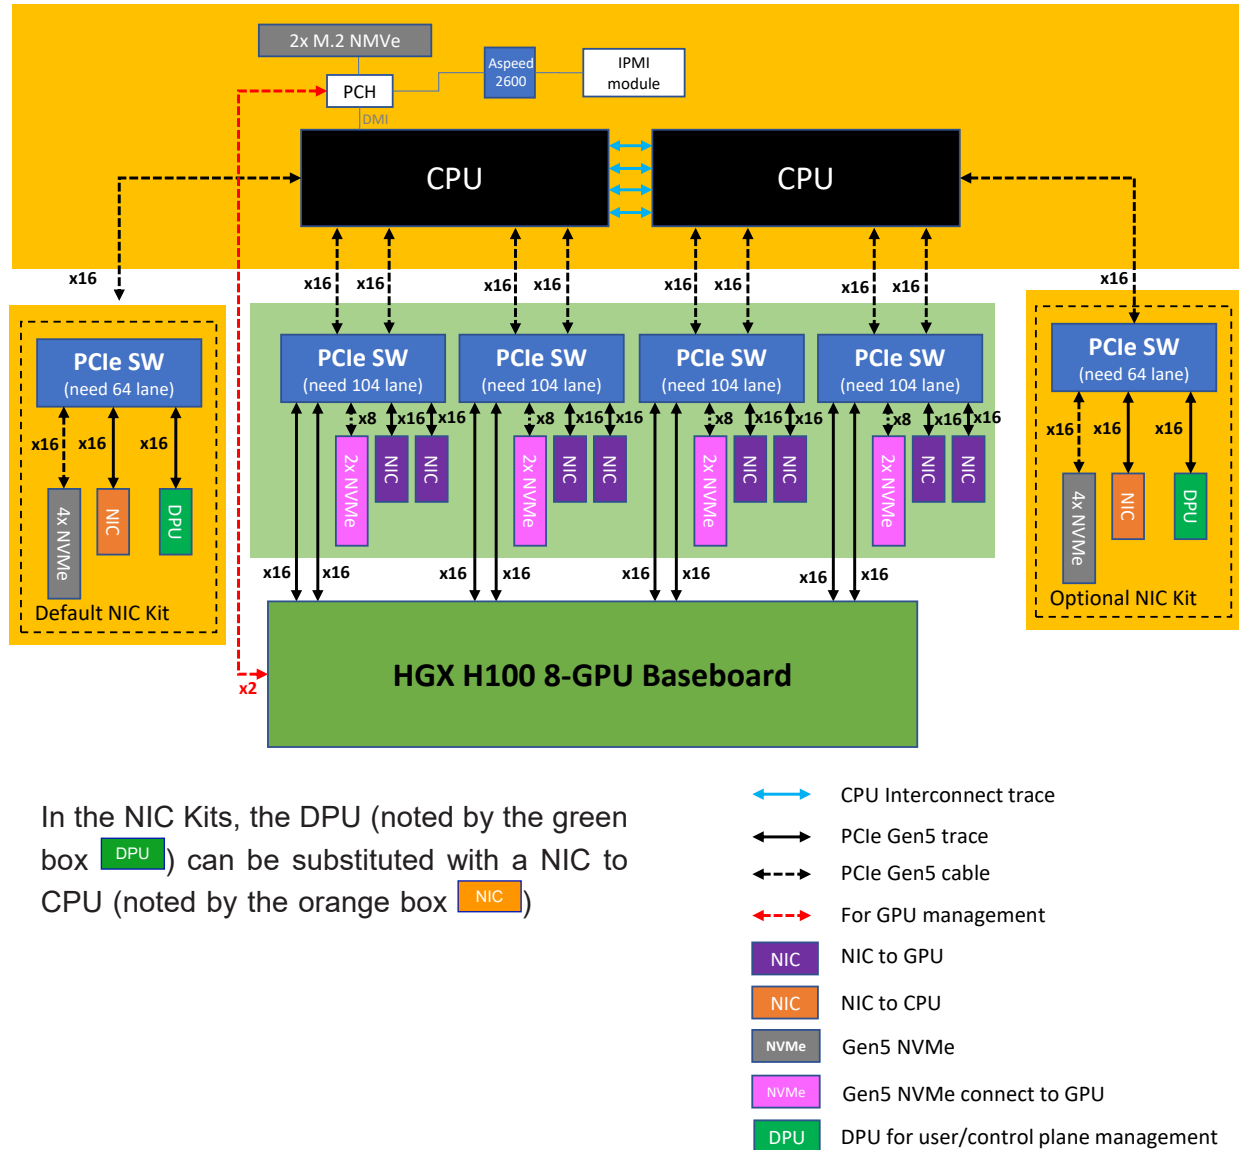 2x M.2 NMVe
PCH
Aspeed
2600
IPMI
module
DMI
CPU
CPU
x16
x16
x16
x16
x16
x16
x16
x16
x16
x16
PCIe SW
(need 64 lane)
x16
x16
x16
4x NVMe
NIC
DPU
Default NIC Kit
PCIe SW
(need 104 lane)
x8
x16
x16
2x NVMe
NIC
NIC
PCIe SW
(need 104 lane)
x8
x16
x16
2x NVMe
NIC
NIC
PCIe SW
(need 104 lane)
x8
x16
x16
2x NVMe
NIC
NIC
PCIe SW
(need 104 lane)
x8
x16
x16
2x NVMe
NIC
NIC
PCIe SW
(need 64 lane)
x16
x16
x16
4x NVMe
NIC
DPU
Optional NIC Kit
x16
x16
x16
x16
x16
x16
x16
x16
x2
HGX H100 8-GPU Baseboard
In the NIC Kits, the DPU (noted by the green
box DPU) can be substituted with a NIC to
CPU (noted by the orange box NIC)
CPU Interconnect trace
PCIe Gen5 trace
PCIe Gen5 cable
For GPU management
NIC NIC to GPU
NIC NIC to CPU
NVMe Gen5 NVMe
NVMe Gen5 NVMe connect to GPU
DPU DPU for user/control plane management